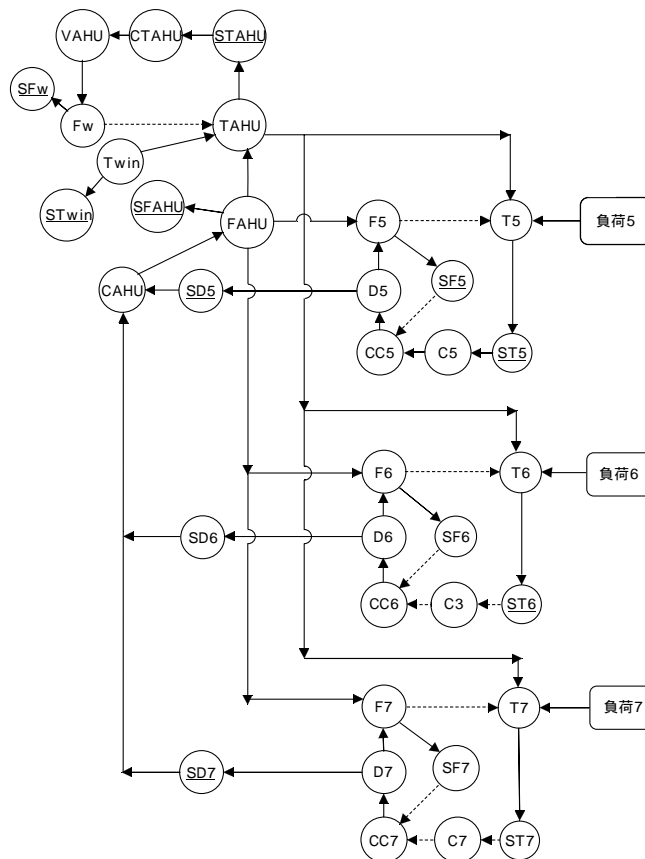 VAHU
CTAHU
STAHU
SFw
Fw
TAHU
Twin
STwin
SFAHU
FAHU
F5
T5
負荷5
CAHU
SD5
D5
SF5
CC5
C5
ST5
F6
T6
負荷6
SD6
D6
SF6
CC6
C3
ST6
F7
T7
負荷7
SD7
D7
SF7
CC7
C7
ST7